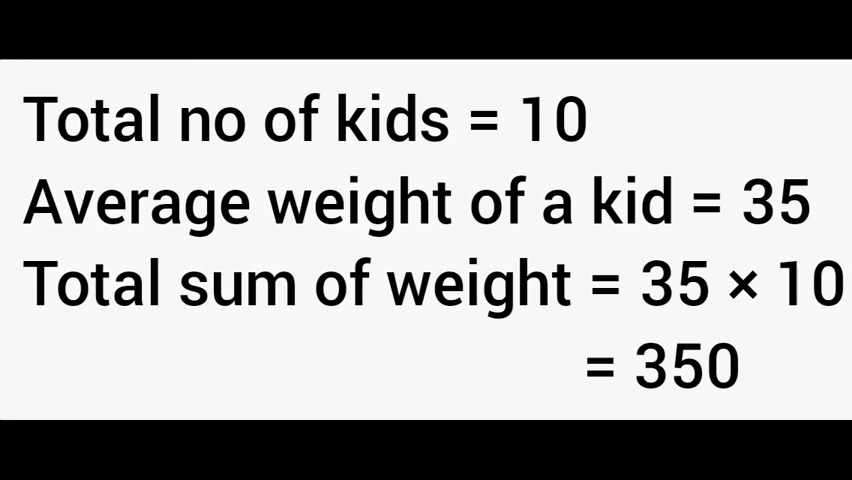 Total no of kids = 10
Average weight of a kid = 35
Total sum of weight = 35 × 10
= 350